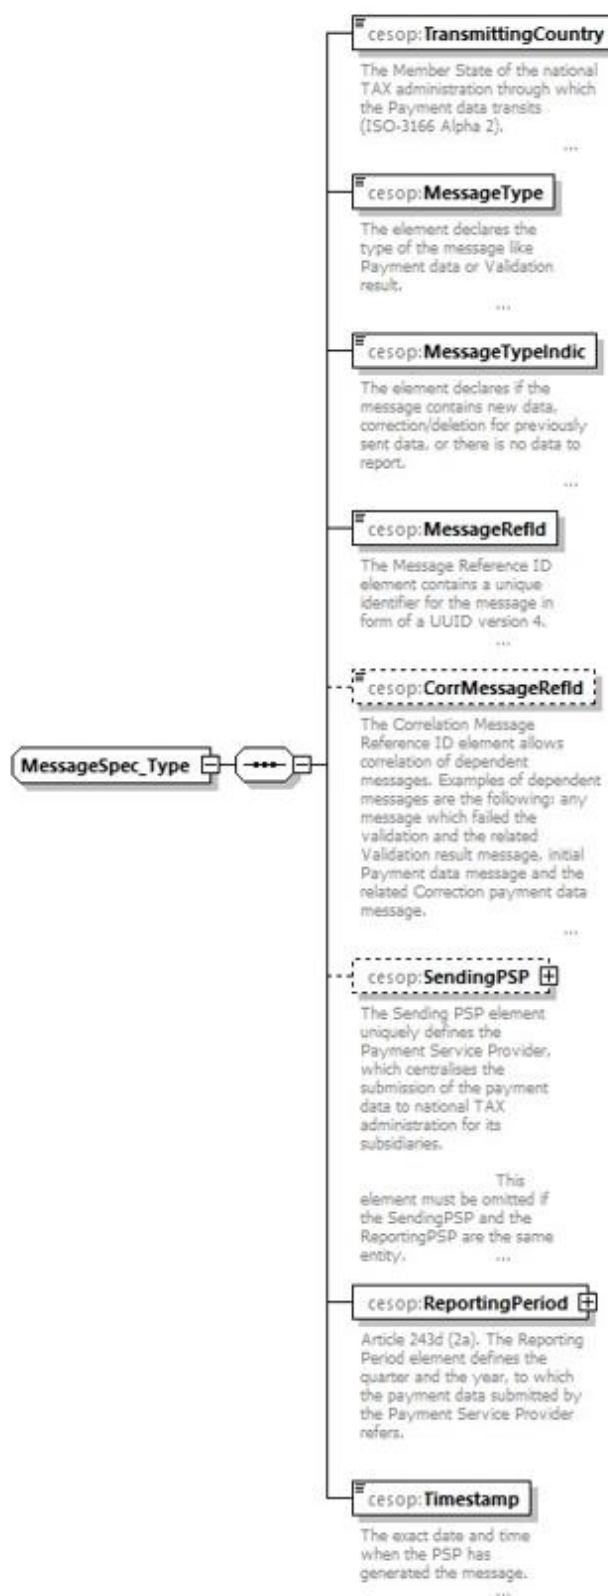 cesop:TransmittingCountry
The Member State of the national
TAX administration through which
the Payment data transits
(ISO-3166 Alpha 2).
...
cesop:MessageType
The element declares the
type of the message like
Payment data or Validation
result.
...
cesop:MessageTypeIndic
The element declares if the
message contains new data,
correction/deletion for previously
sent data, or there is no data to
report.
...
cesop:MessageRefId
The Message Reference ID
element contains a unique
identifier for the message in
form of a UUID version 4.
...
cesop:CorrMessageRefId
The Correlation Message
Reference ID element allows
correlation of dependent
messages. Examples of dependent
messages are the following: any
message which failed the
validation and the related
Validation result message, initial
Payment data message and the
related Correction payment data
message.
...
MessageSpec_Type
cesop:SendingPSP
The Sending PSP element
uniquely defines the
Payment Service Provider,
which centralises the
submission of the payment
data to national TAX
administration for its
subsidiaries.
This
element must be omitted if
the SendingPSP and the
ReportingPSP are the same
entity. ...
cesop:ReportingPeriod
Article 243d (2a). The Reporting
Period element defines the
quarter and the year, to which
the payment data submitted by
the Payment Service Provider
refers.
cesop:Timestamp
The exact date and time
when the PSP has
generated the message.
...